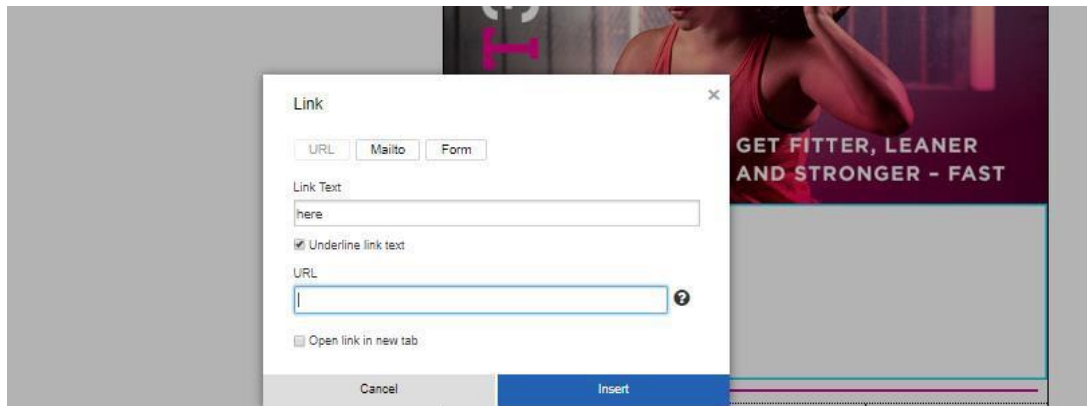 Link
×
URL Mailto Form
Link Text
here
Underline link text
URL
?
Open link in new tab
Cancel Insert
GET FITTER, LEANER
AND STRONGER – FAST